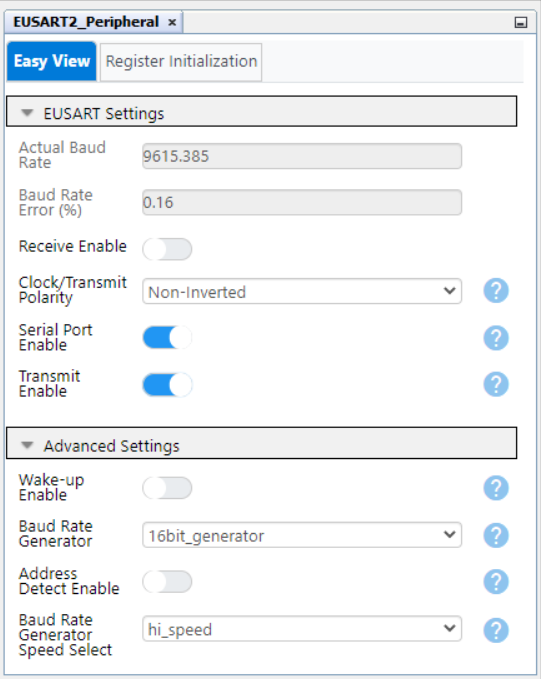 EUSART2_Peripheral ×
Easy View
Register Initialization
EUSART Settings
Actual Baud
Rate
9615.385
Baud Rate
Error (%)
0.16
Receive Enable
Clock/Transmit
Polarity
Non-Inverted
?
Serial Port
Enable
?
Transmit
Enable
?
Advanced Settings
Wake-up
Enable
?
Baud Rate
Generator
16bit_generator
?
Address
Detect Enable
?
Baud Rate
Generator
Speed Select
hi_speed
?